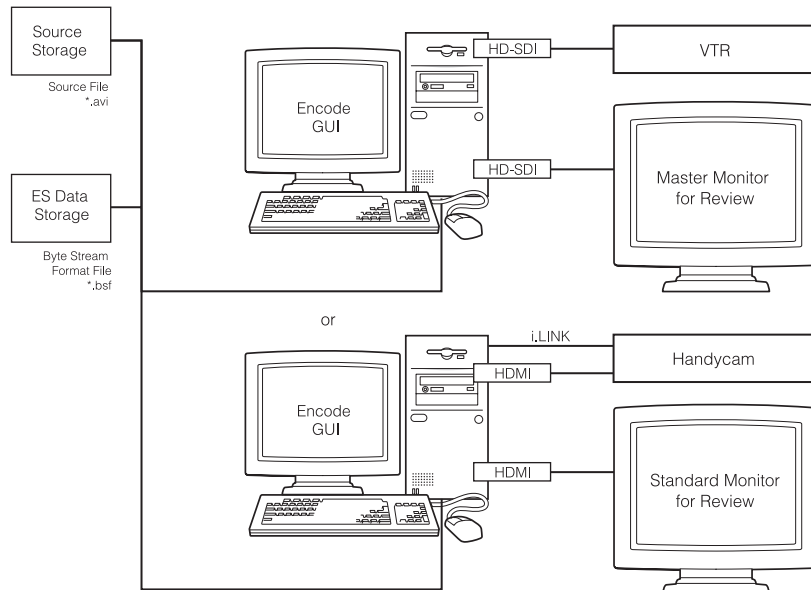 Source
Storage
Source File
*.avi
ES Data
Storage
Byte Stream
Format File
*.bsf
Encode
GUI
HD-SDI
VTR
HD-SDI
Master Monitor
for Review
or
Encode
GUI
i.LINK
HDMI
Handycam
HDMI
Standard Monitor
for Review